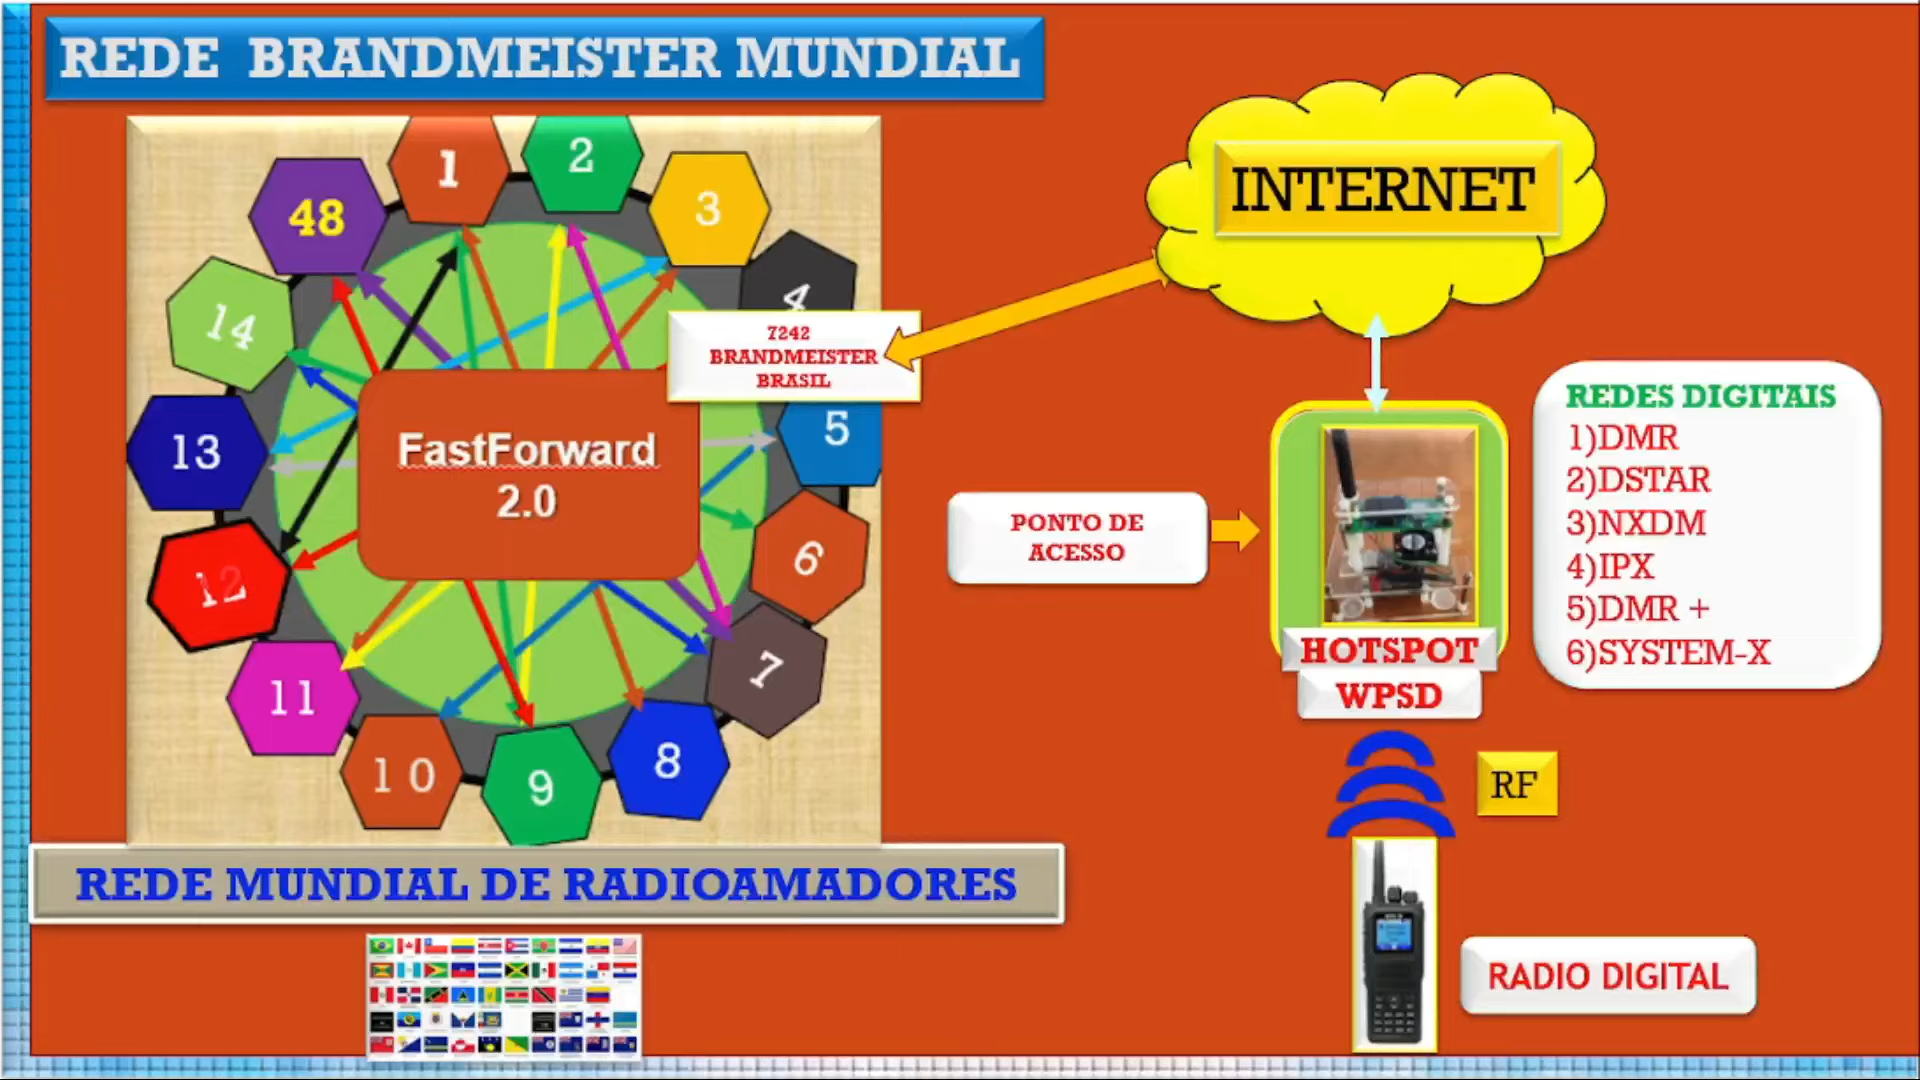 REDE BRANDMEISTER MUNDIAL
1
2
3
48
4
14
7242
BRANDMEISTER
BRASIL
5
13
FastForward
2.0
6
12
7
11
8
10
9
INTERNET
REDES DIGITAIS
1)DMR
2)DSTAR
3)NXDM
4)IPX
5)DMR +
6)SYSTEM-X
PONTO DE
ACESSO
HOTSPOT
WPSD
RF
REDE MUNDIAL DE RADIOAMADORES
RADIO DIGITAL